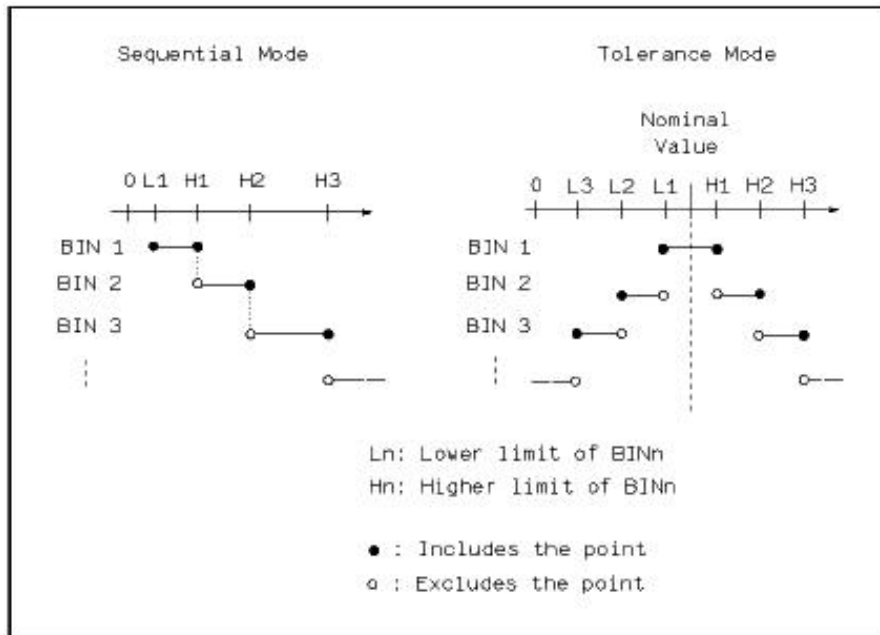 Sequential Mode
Tolerance Mode
Nominal
Value
0 L1 H1 H2 H3
0 L3 L2 L1 H1 H2 H3
BIN 1
BIN 2
BIN 3
BIN 1
BIN 2
BIN 3
Ln: Lower limit of BINn
Hn: Higher limit of BINn
● : Includes the point
○ : Excludes the point